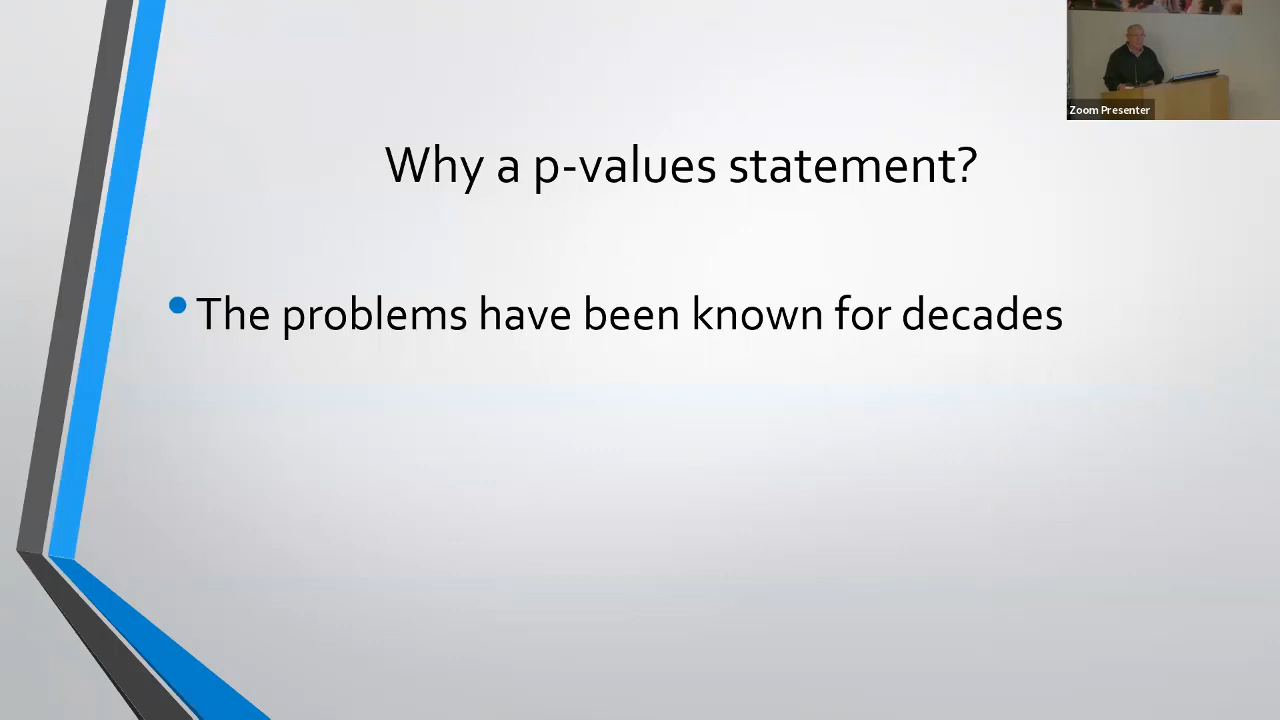 Zoom Presenter
Why a p-values statement?
• The problems have been known for decades